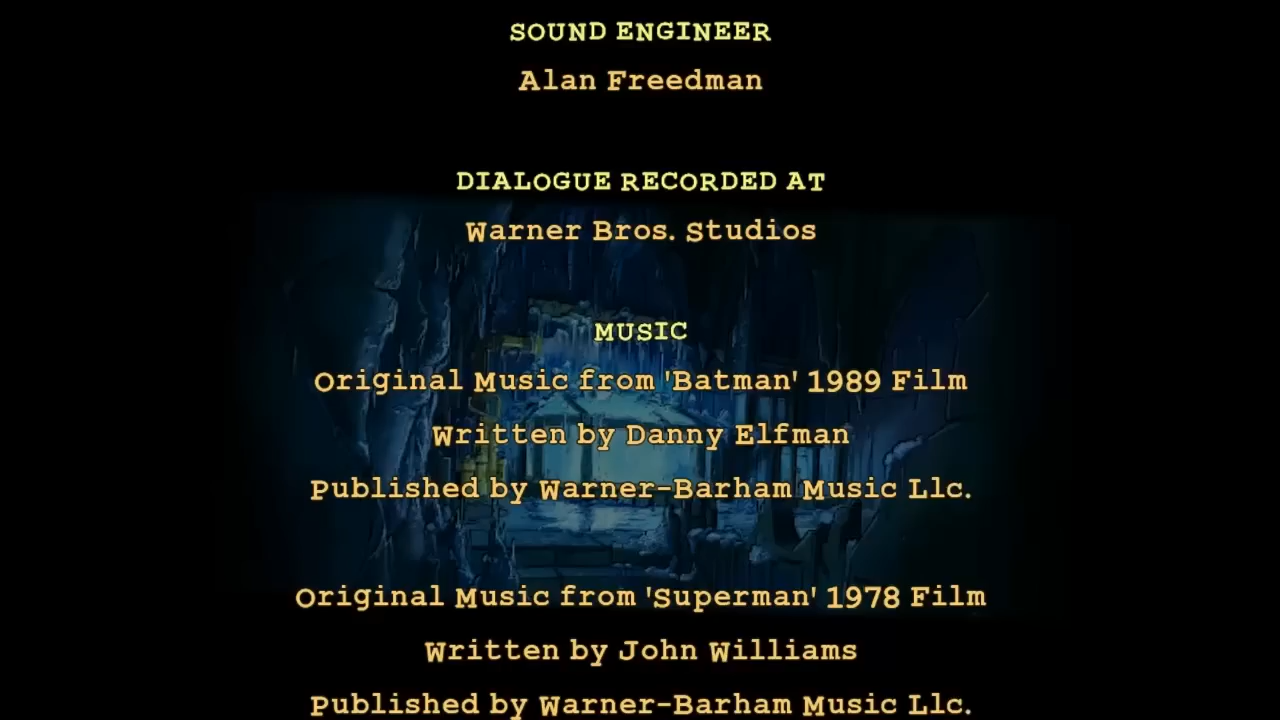 SOUND ENGINEER
Alan Freedman
DIALOGUE RECORDED AT
Warner Bros. Studios
MUSIC
Original Music from 'Batman' 1989 Film
Written by Danny Elfman
Published by Warner-Barham Music Llc.
Original Music from 'Superman' 1978 Film
Written by John Williams
Published by Warner-Barham Music Llc.